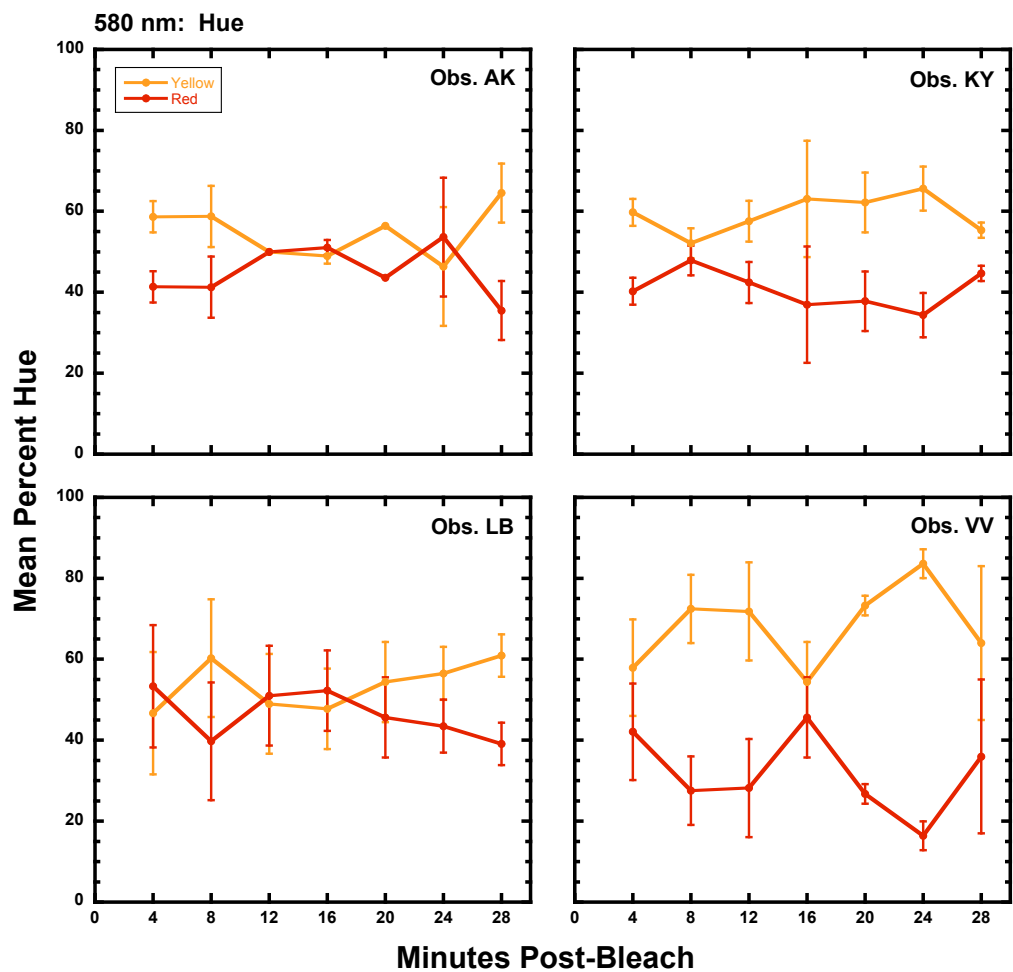 580 nm:  Hue
Yellow
Red
Obs. AK
Obs. KY
100
80
60
40
20
0
Obs. LB
Obs. VV
100
80
60
40
20
0
Mean Percent Hue
0 4 8 12 16 20 24 28
0 4 8 12 16 20 24 28
Minutes Post-Bleach